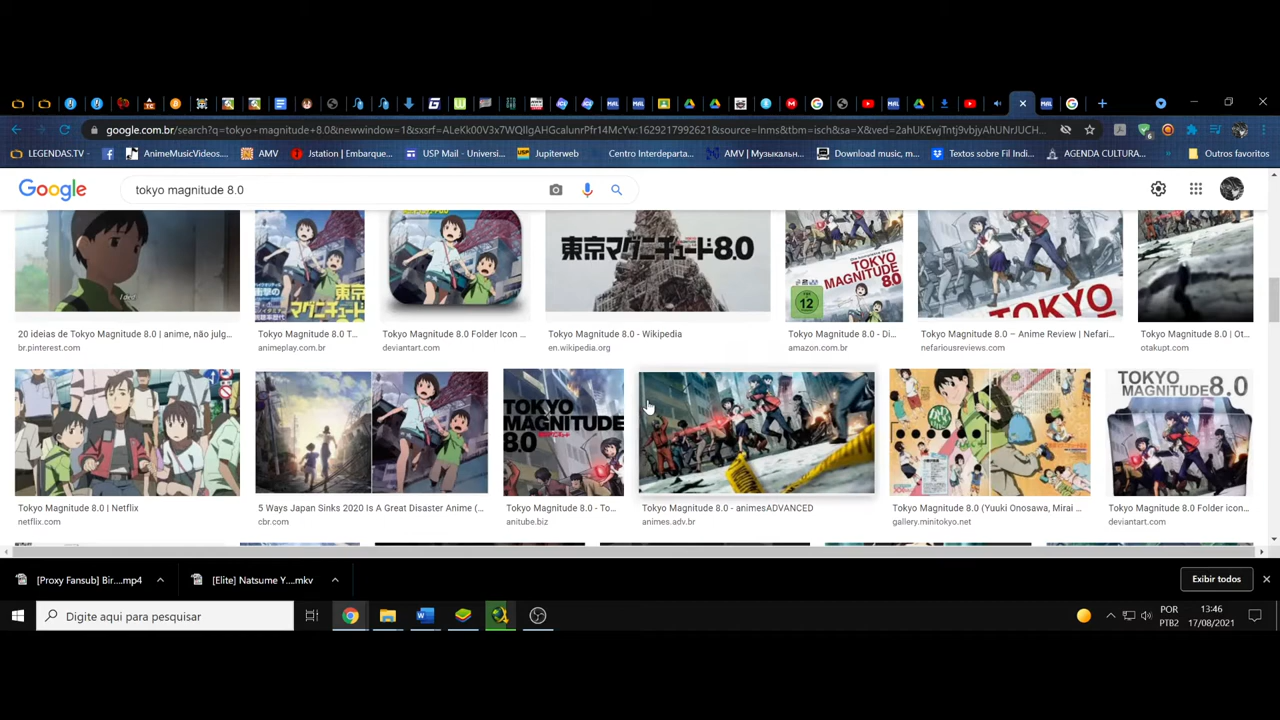 google.com.br/search?q=tokyo+magnitude+8.0&newwindow=1&sxsrf=ALeKk00V3x7WQIlgAHGcaIunrPfr14McYw:1629217992621&source=lnms&tbm=isch&sa=X&ved=2ahUKEwjTntj9vbjyAhUNrJUCH...
LEGENDAS.TV - AnimeMusicVideos.... AMV Jstation | Embarque... USP Mail - Universi... Jupiterweb Centro Interdeparta... AMV | Музыкальн... Download music, m... Textos sobre Fil Indi... AGENDA CULTURA... Outros favoritos
Google tokyo magnitude 8.0
東京マグニチュード8.0
TOKYO
MAGNITUDE
8.0
12
TOKYO
20 ideias de Tokyo Magnitude 8.0 | anime, não julg...
br.pinterest.com
Tokyo Magnitude 8.0 T...
animeplay.com.br
Tokyo Magnitude 8.0 Folder Icon ...
deviantart.com
Tokyo Magnitude 8.0 - Wikipedia
en.wikipedia.org
Tokyo Magnitude 8.0 - Di...
amazon.com.br
Tokyo Magnitude 8.0 – Anime Review | Nefari...
nefariousreviews.com
Tokyo Magnitude 8.0 | Ot...
otakupt.com
TOKYO
MAGNITUDE
8.0
TOKYO
MAGNITUDE8.0
Tokyo Magnitude 8.0 | Netflix
netflix.com
5 Ways Japan Sinks 2020 Is A Great Disaster Anime (...
cbr.com
Tokyo Magnitude 8.0 - To...
anitube.biz
Tokyo Magnitude 8.0 - animesADVANCED
animes.adv.br
Tokyo Magnitude 8.0 (Yuuki Onosawa, Mirai ...
gallery.minitokyo.net
Tokyo Magnitude 8.0 Folder icon...
deviantart.com
[Proxy Fansub] Bir....mp4 [Elite] Natsume Y....mkv Exibir todos
Digite aqui para pesquisar
POR
PTB2
13:46
17/08/2021